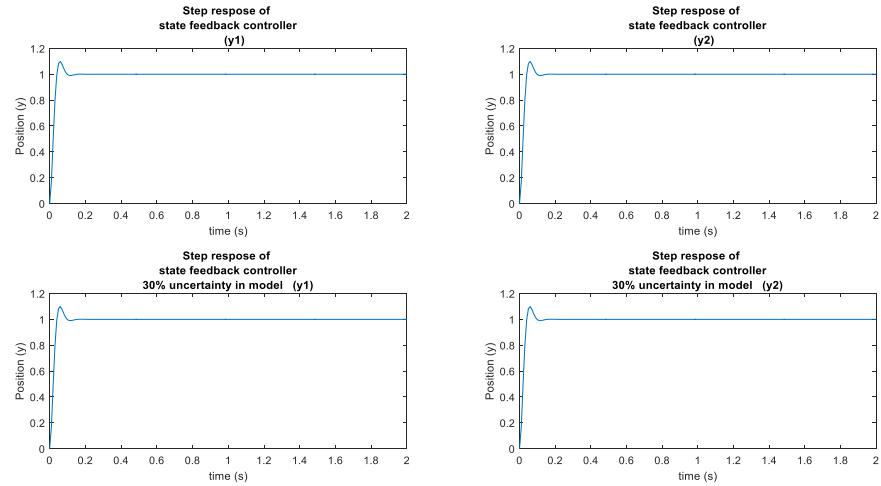 Step respose of
state feedback controller
(y1)
1.2
1
0.8
0.6
0.4
0.2
0
Position (y)
0 0.2 0.4 0.6 0.8 1 1.2 1.4 1.6 1.8 2
time (s)
Step respose of
state feedback controller
(y2)
1.2
1
0.8
0.6
0.4
0.2
0
Position (y)
0 0.2 0.4 0.6 0.8 1 1.2 1.4 1.6 1.8 2
time (s)
Step respose of
state feedback controller
30% uncertainty in model (y1)
1.2
1
0.8
0.6
0.4
0.2
0
Position (y)
0 0.2 0.4 0.6 0.8 1 1.2 1.4 1.6 1.8 2
time (s)
Step respose of
state feedback controller
30% uncertainty in model (y2)
1.2
1
0.8
0.6
0.4
0.2
0
Position (y)
0 0.2 0.4 0.6 0.8 1 1.2 1.4 1.6 1.8 2
time (s)